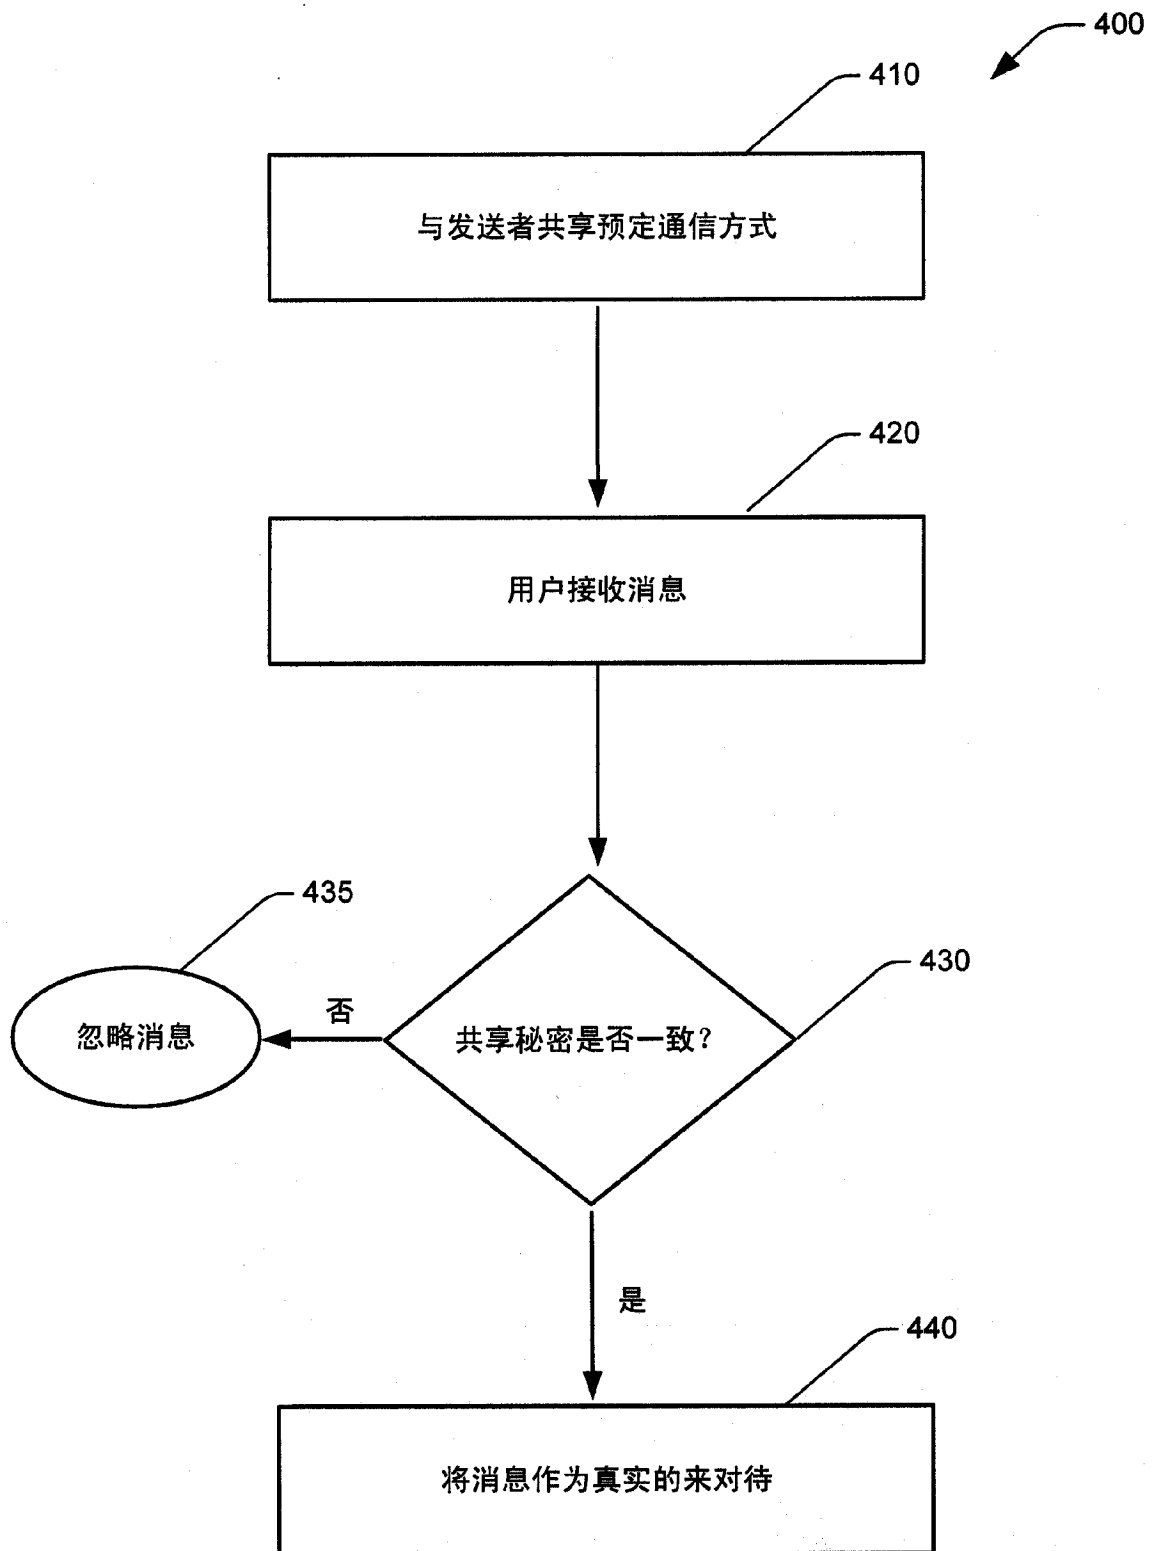 400
410
与发送者共享预定通信方式
420
用户接收消息
435
430
忽略消息
否
共享秘密是否一致？
是
440
将消息作为真实的来对待